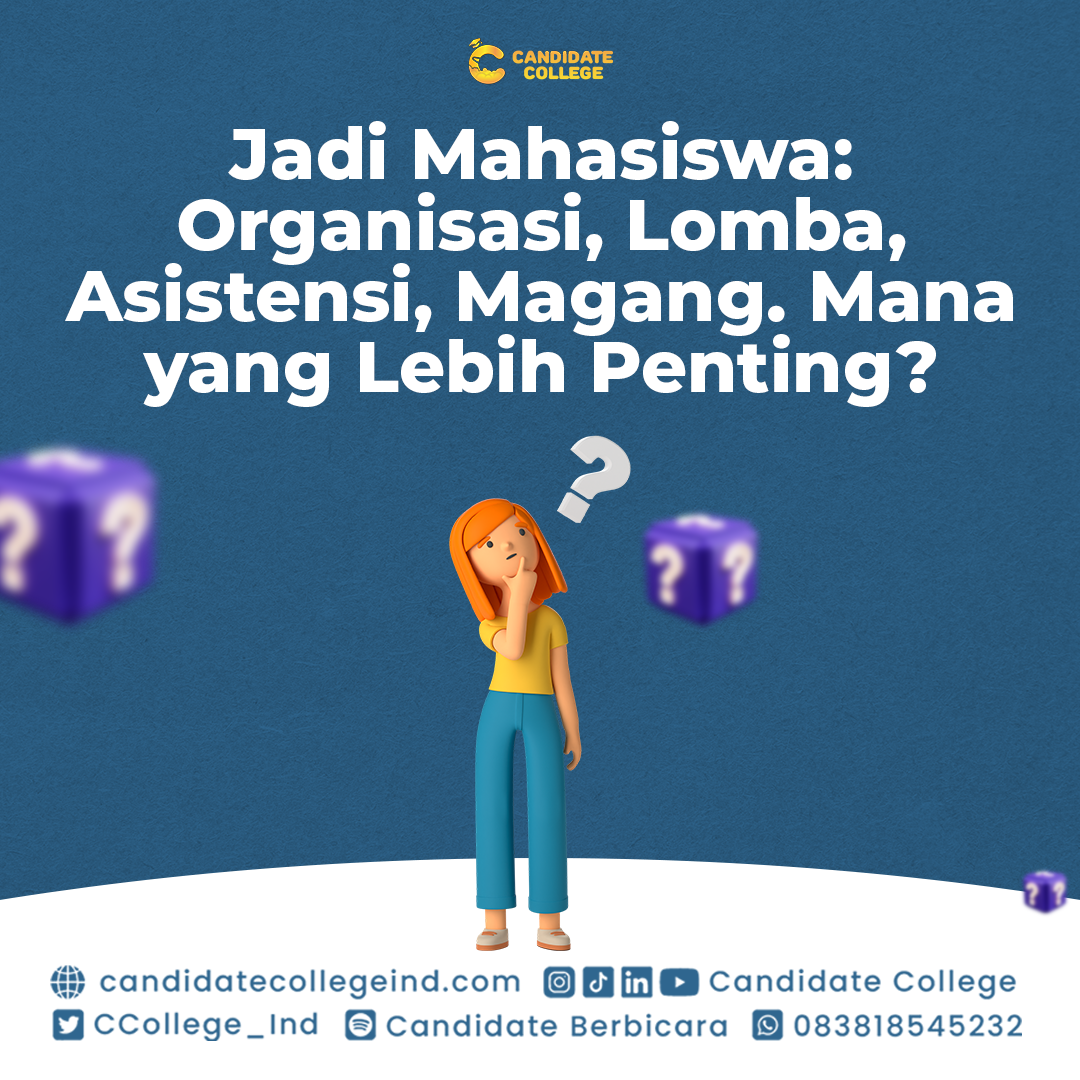 CANDIDATE
COLLEGE
Jadi Mahasiswa:
Organisasi, Lomba,
Asistensi, Magang. Mana
yang Lebih Penting?
?
? ?
? ?
? ?
candidatecollegeind.com Candidate College
CCollege_Ind Candidate Berbicara 083818545232